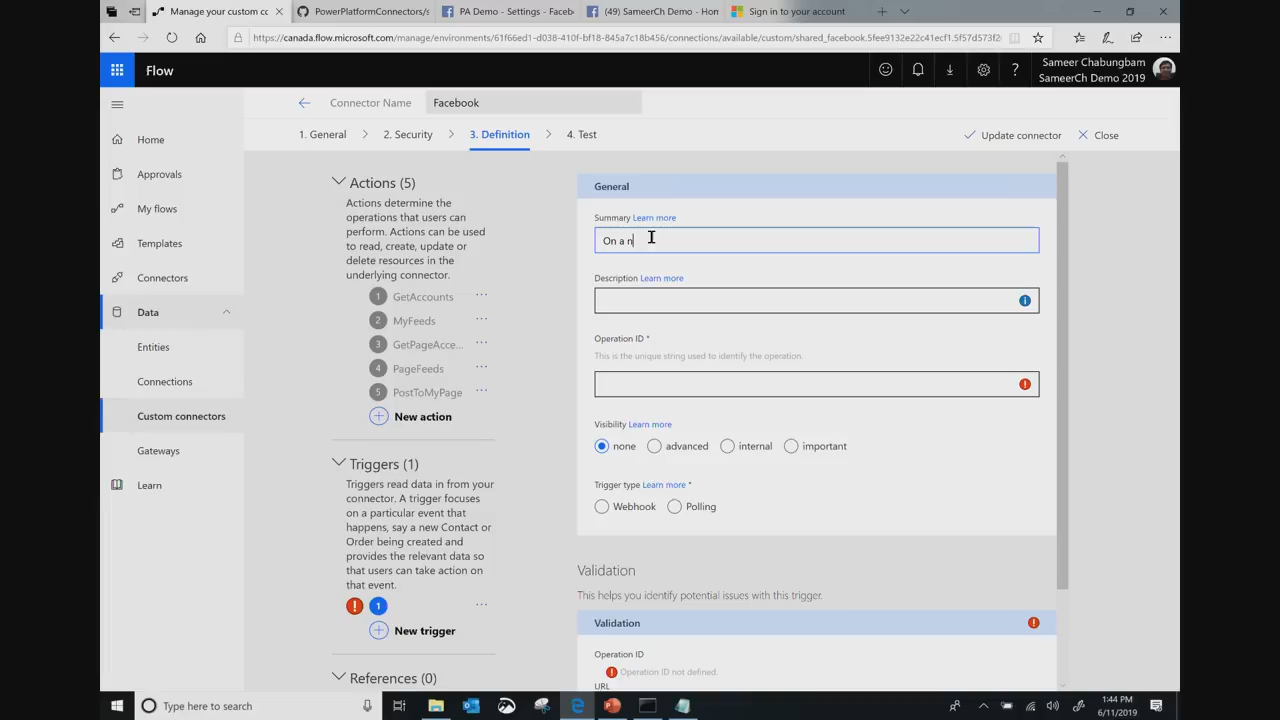 Manage your custom cc
PowerPlatformConnectors/s
PA Demo - Settings - Faceb
(49) SameerCh Demo - Hon
Sign in to your account
https://canada.flow.microsoft.com/manage/environments/61f66ed1-d038-410f-bf18-845a7c18b456/connections/available/custom/shared_facebook.5fee9132e22c41ecf1.5f57d573f2
Flow
Sameer Chabungbam
SameerCh Demo 2019
Connector Name
Facebook
1. General
2. Security
3. Definition
4. Test
Update connector
Close
Home
Approvals
My flows
Templates
Connectors
Data
Entities
Connections
Custom connectors
Gateways
Learn
Actions (5)
Actions determine the
operations that users can
perform. Actions can be used
to read, create, update or
delete resources in the
underlying connector.
1 GetAccounts ...
2 MyFeeds ...
3 GetPageAcce... ...
4 PageFeeds ...
5 PostToMyPage ...
New action
Triggers (1)
Triggers read data in from your
connector. A trigger focuses
on a particular event that
happens, say a new Contact or
Order being created and
provides the relevant data so
that users can take action on
that event.
1 ...
New trigger
References (0)
General
Summary Learn more
On a n
Description Learn more
Operation ID *
This is the unique string used to identify the operation.
Visibility Learn more
none advanced internal important
Trigger type Learn more *
Webhook Polling
Validation
This helps you identify potential issues with this trigger.
Validation
Operation ID
Operation ID not defined.
URL
Type here to search
1:44 PM
6/11/2019